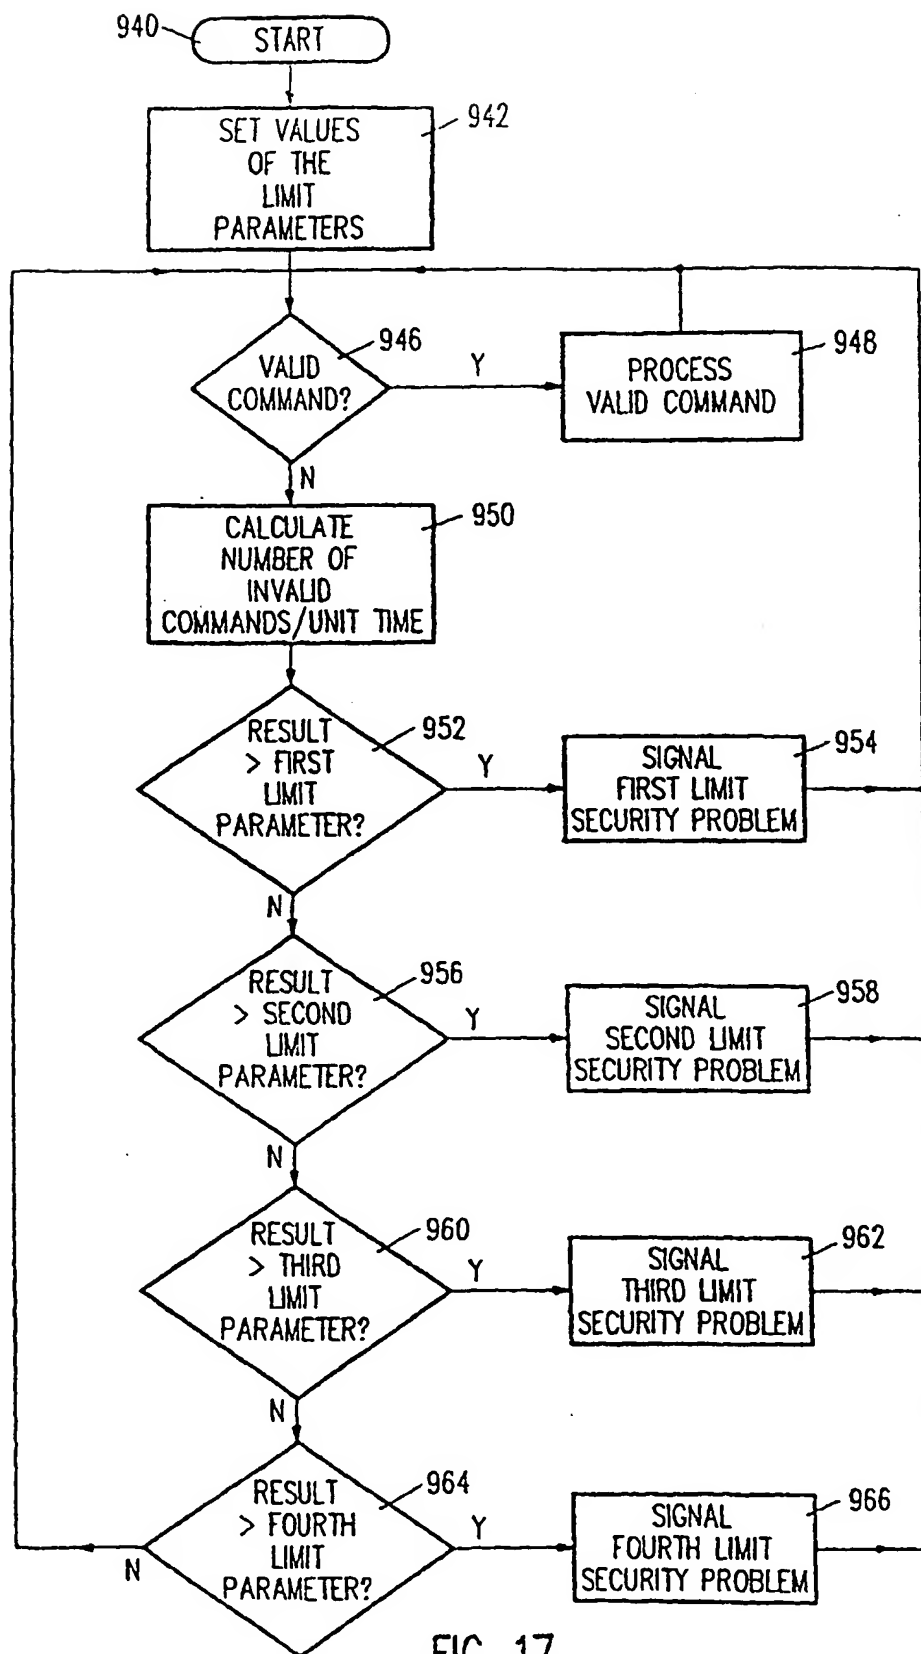 940
START
942
SET VALUES
OF THE
LIMIT
PARAMETERS
946
VALID
COMMAND?
Y
948
PROCESS
VALID COMMAND
N
950
CALCULATE
NUMBER OF
INVALID
COMMANDS/UNIT TIME
952
RESULT
> FIRST
LIMIT
PARAMETER?
Y
954
SIGNAL
FIRST LIMIT
SECURITY PROBLEM
N
956
RESULT
> SECOND
LIMIT
PARAMETER?
Y
958
SIGNAL
SECOND LIMIT
SECURITY PROBLEM
N
960
RESULT
> THIRD
LIMIT
PARAMETER?
Y
962
SIGNAL
THIRD LIMIT
SECURITY PROBLEM
N
964
RESULT
> FOURTH
LIMIT
PARAMETER?
N
Y
966
SIGNAL
FOURTH LIMIT
SECURITY PROBLEM
FIG. 17